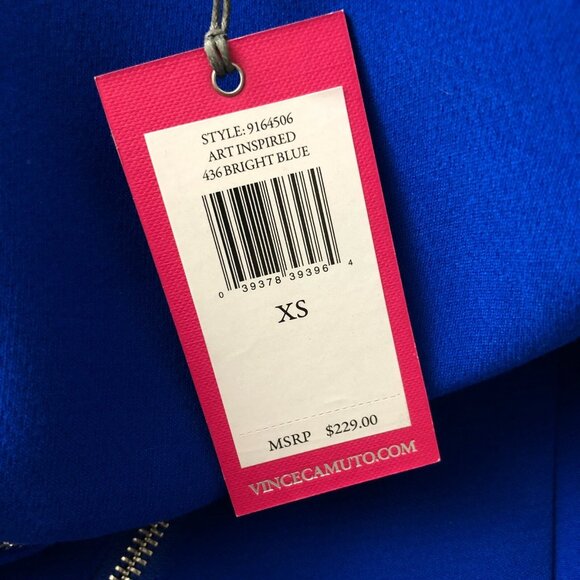 STYLE: 9164506
ART INSPIRED
436 BRIGHT BLUE
0 39378 39396 4
XS
MSRP $229.00
VINCECAMUTO.COM